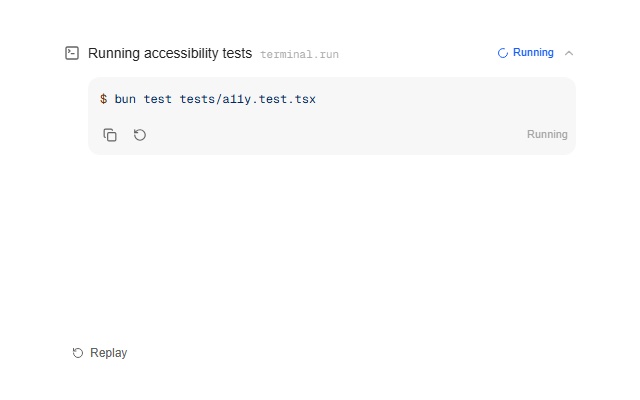 Running accessibility tests terminal.run Running
$ bun test tests/a11y.test.tsx
Running
Replay